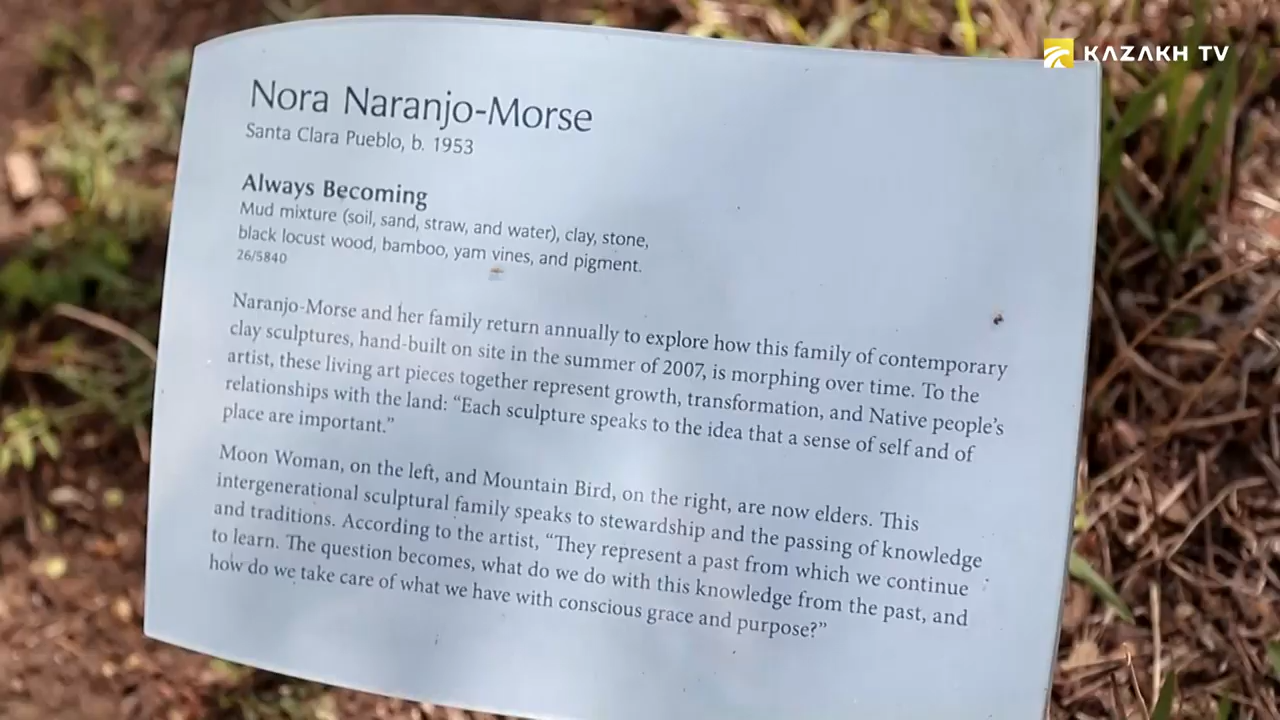 KAZAKH TV
Nora Naranjo-Morse
Santa Clara Pueblo, b. 1953
Always Becoming
Mud mixture (soil, sand, straw, and water), clay, stone,
black locust wood, bamboo, yam vines, and pigment.
26/5840
Naranjo-Morse and her family return annually to explore how this family of contemporary
clay sculptures, hand-built on site in the summer of 2007, is morphing over time. To the
artist, these living art pieces together represent growth, transformation, and Native people’s
relationships with the land: “Each sculpture speaks to the idea that a sense of self and of
place are important.”
Moon Woman, on the left, and Mountain Bird, on the right, are now elders. This
intergenerational sculptural family speaks to stewardship and the passing of knowledge
and traditions. According to the artist, “They represent a past from which we continue
to learn. The question becomes, what do we do with this knowledge from the past, and
how do we take care of what we have with conscious grace and purpose?”